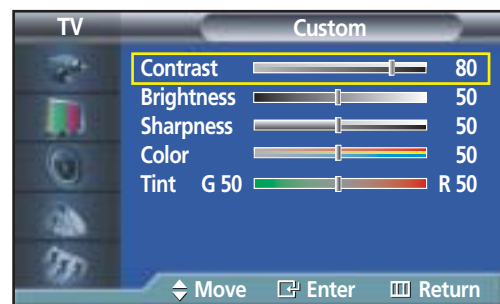 TV Custom
Contrast 80
Brightness 50
Sharpness 50
Color 50
Tint G 50 R 50
Move Enter Return